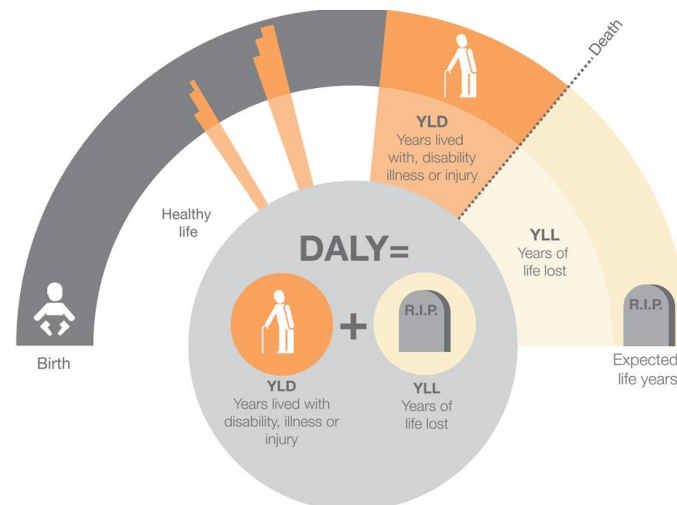 Death
YLD
Years lived
with, disability
illness or injury
Healthy
life
YLL
Years of
life lost
DALY=
R.I.P.
R.I.P.
+
Birth
Expected
life years
YLD
Years lived with
disability, illness or
injury
YLL
Years of
life lost